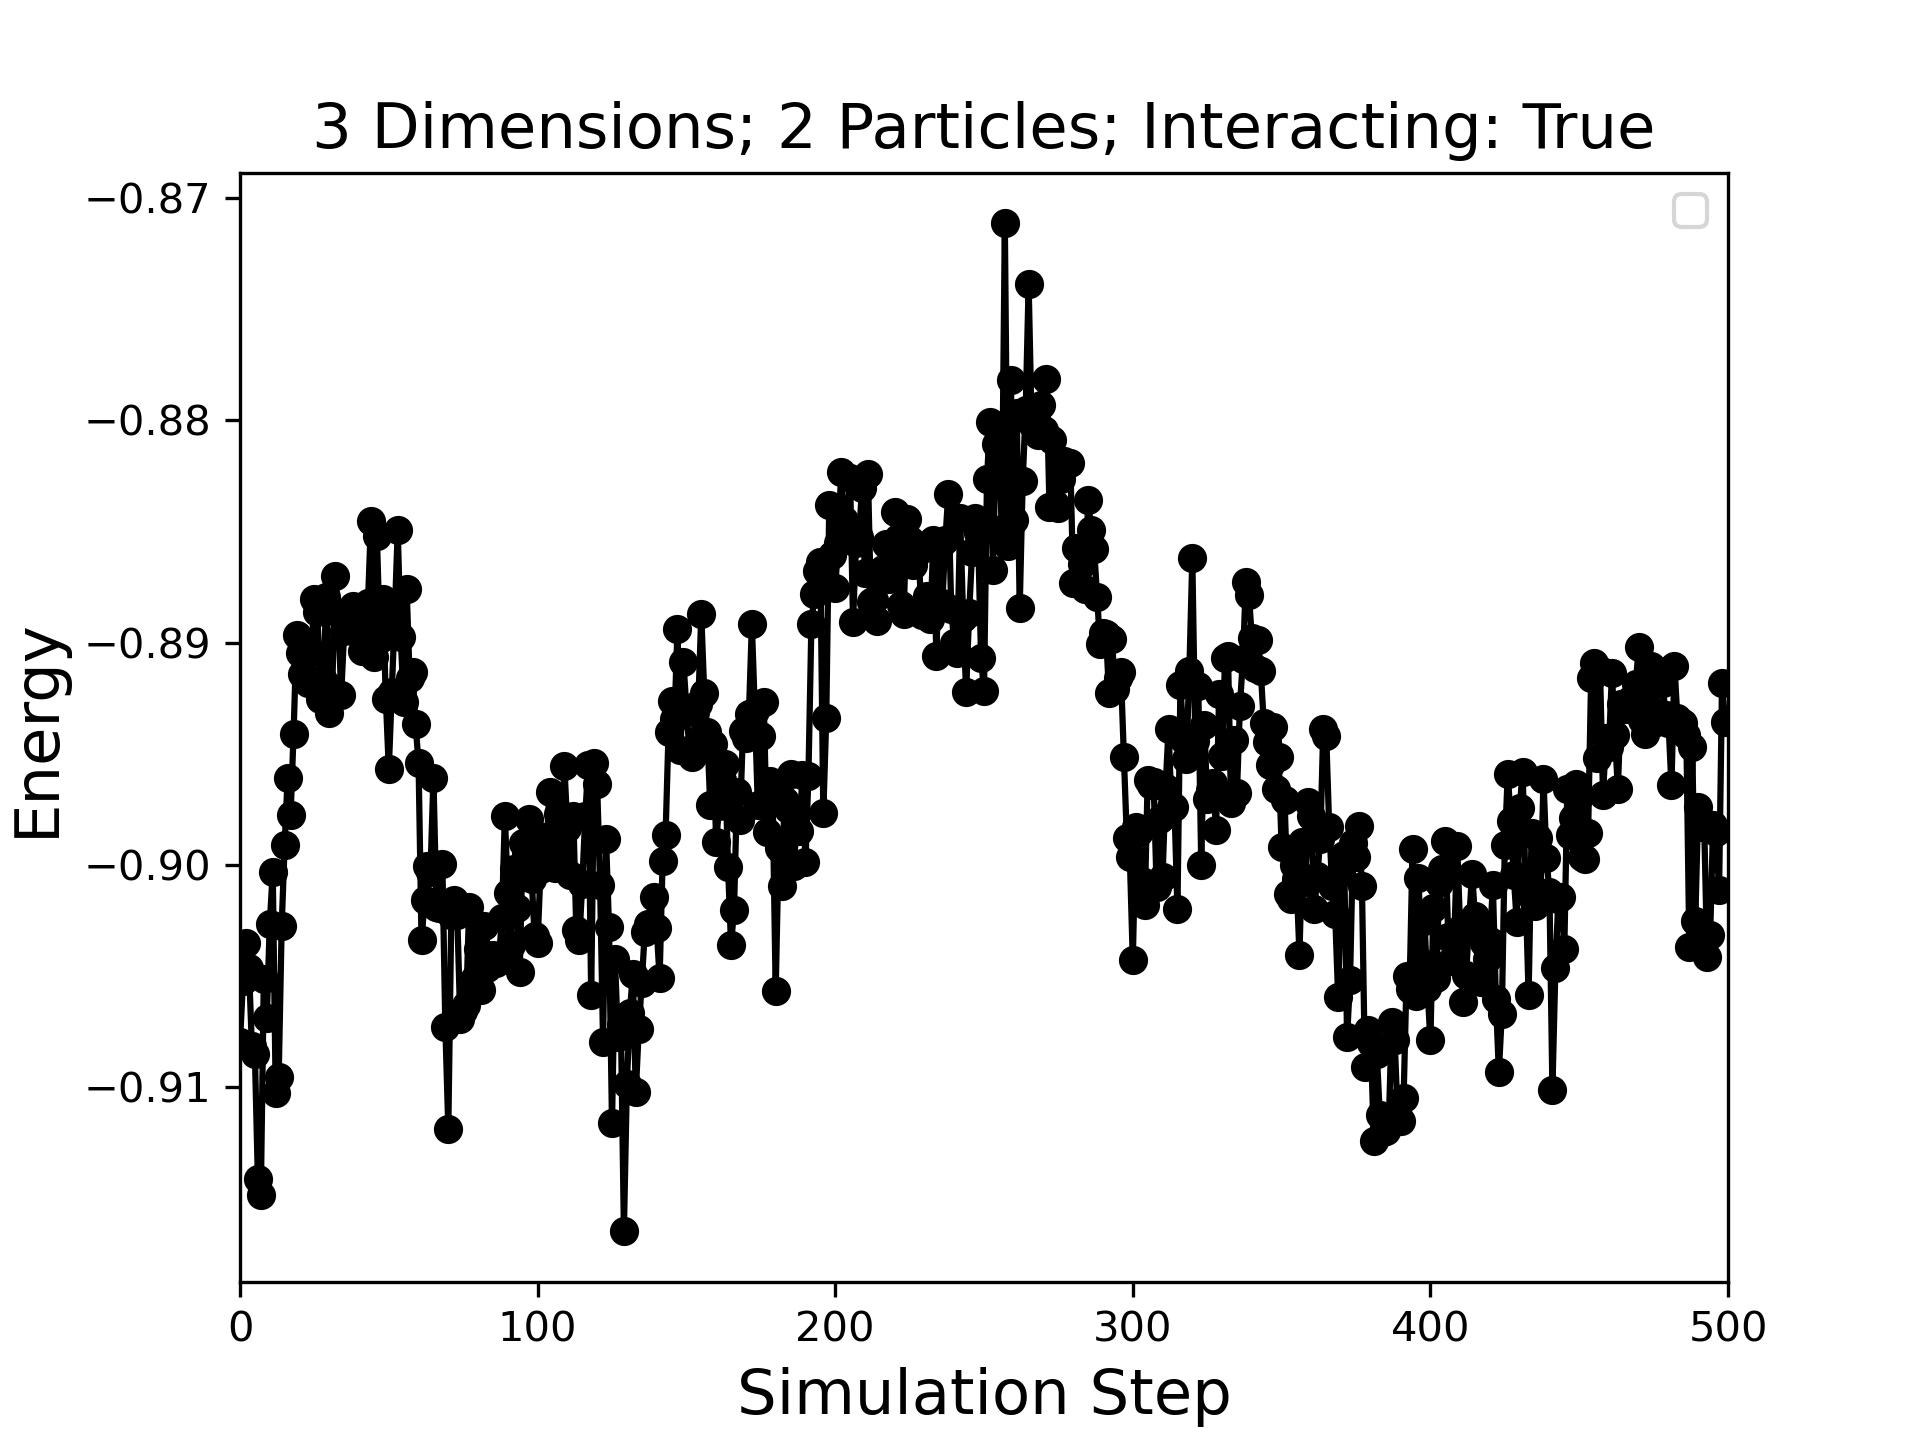 3 Dimensions; 2 Particles; Interacting: True
−0.87
−0.88
−0.89
−0.90
−0.91
Energy
0 100 200 300 400 500
Simulation Step